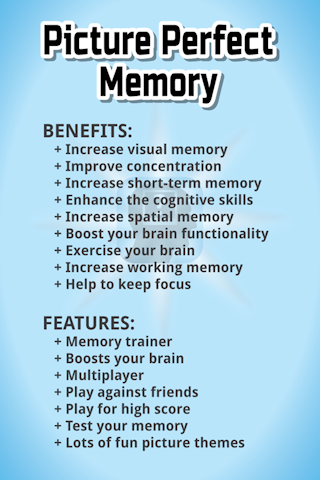 Picture Perfect
Memory
BENEFITS:
+ Increase visual memory
+ Improve concentration
+ Increase short-term memory
+ Enhance the cognitive skills
+ Increase spatial memory
+ Boost your brain functionality
+ Exercise your brain
+ Increase working memory
+ Help to keep focus
FEATURES:
+ Memory trainer
+ Boosts your brain
+ Multiplayer
+ Play against friends
+ Play for high score
+ Test your memory
+ Lots of fun picture themes